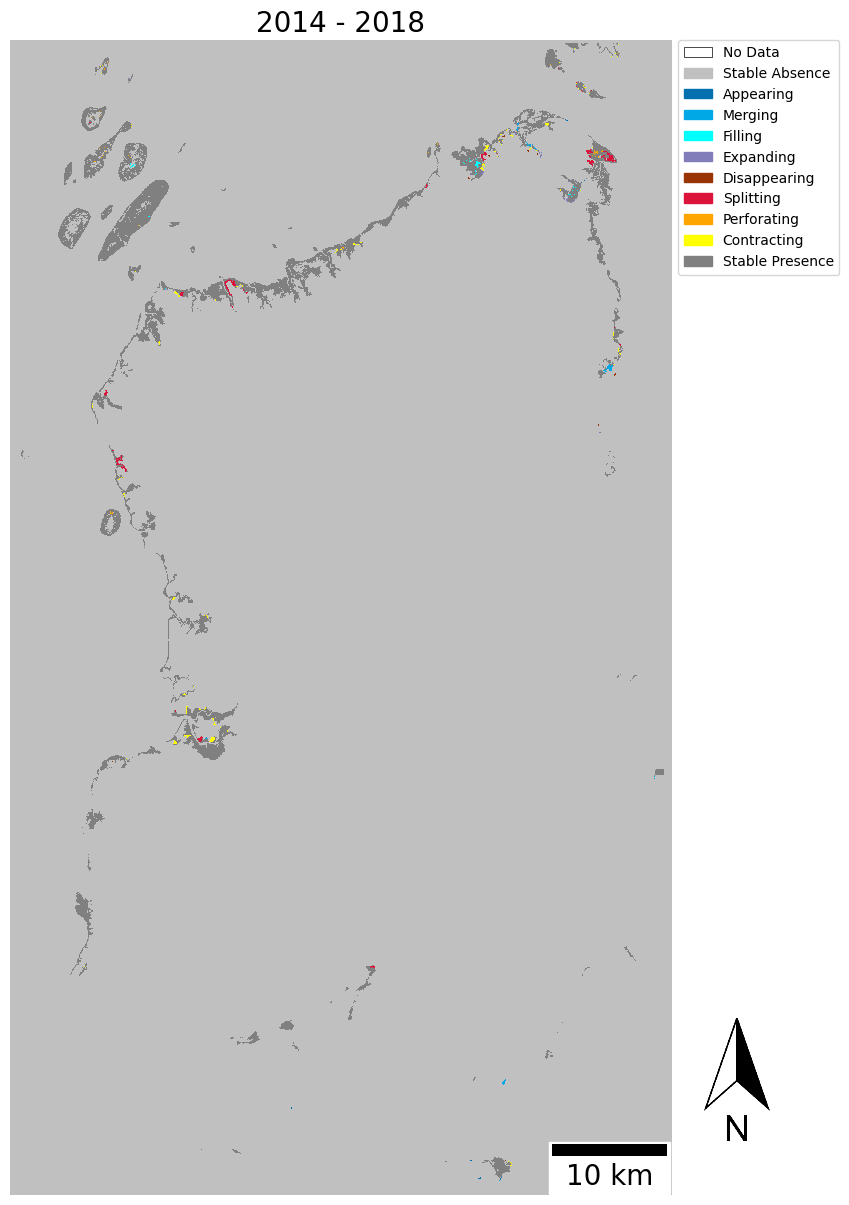 2014 - 2018
No Data
Stable Absence
Appearing
Merging
Filling
Expanding
Disappearing
Splitting
Perforating
Contracting
Stable Presence
N
10 km